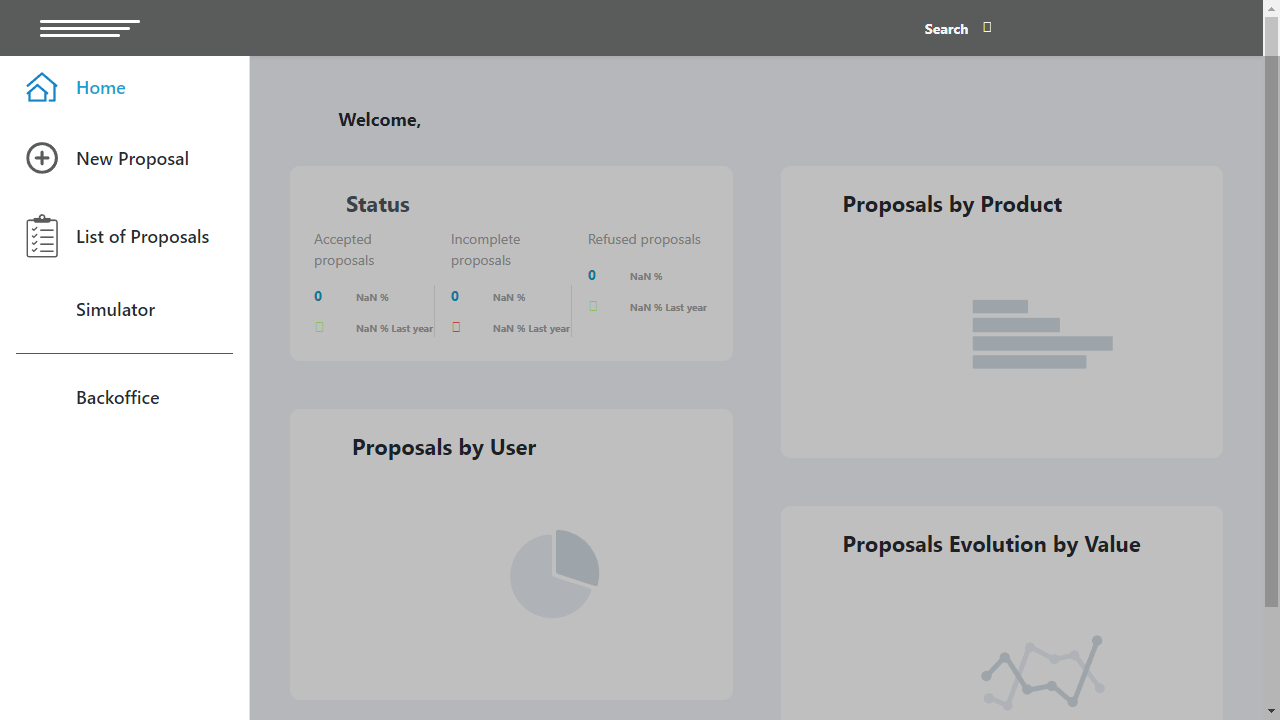 Search
Home
New Proposal
List of Proposals
Simulator
Backoffice
Welcome,
Status
Accepted
proposals
0 NaN %
NaN % Last year
Incomplete
proposals
0 NaN %
NaN % Last year
Refused proposals
0 NaN %
NaN % Last year
Proposals by Product
Proposals by User
Proposals Evolution by Value